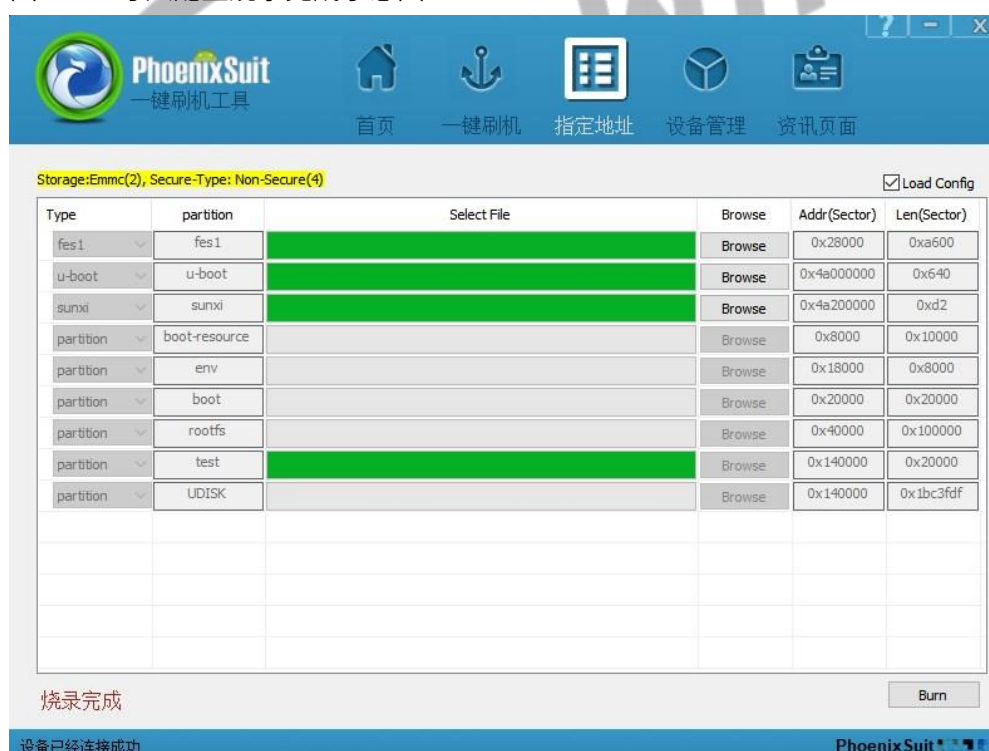 ? - X
PhoenixSuit
一键刷机工具
首页 一键刷机 指定地址 设备管理 资讯页面
Storage:Emmc(2), Secure-Type: Non-Secure(4)
Load Config
Type partition Select File Browse Addr(Sector) Len(Sector)
fes1 fes1 Browse 0x28000 0xa600
u-boot u-boot Browse 0x4a000000 0x640
sunxi sunxi Browse 0x4a200000 0xd2
partition boot-resource Browse 0x8000 0x10000
partition env Browse 0x18000 0x8000
partition boot Browse 0x20000 0x20000
partition rootfs Browse 0x40000 0x100000
partition test Browse 0x140000 0x20000
partition UDISK Browse 0x140000 0x1bc3fdf
烧录完成
Burn
设备已经连接成功
PhoenixSuit